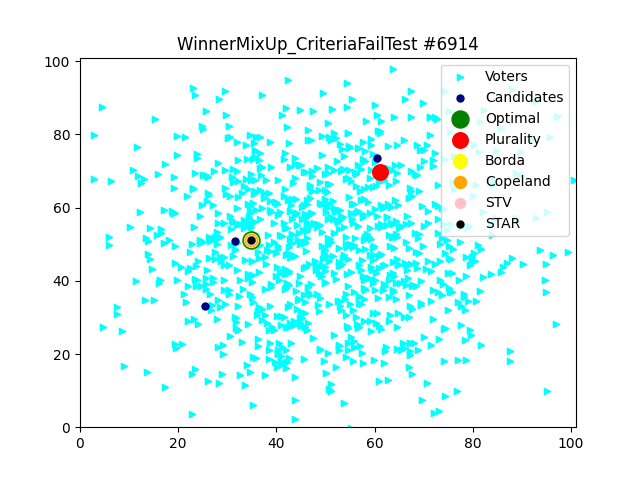 WinnerMixUp_CriteriaFailTest #6914
100
80
60
40
20
0
0
20
40
60
80
100
Voters
Candidates
Optimal
Plurality
Borda
Copeland
STV
STAR